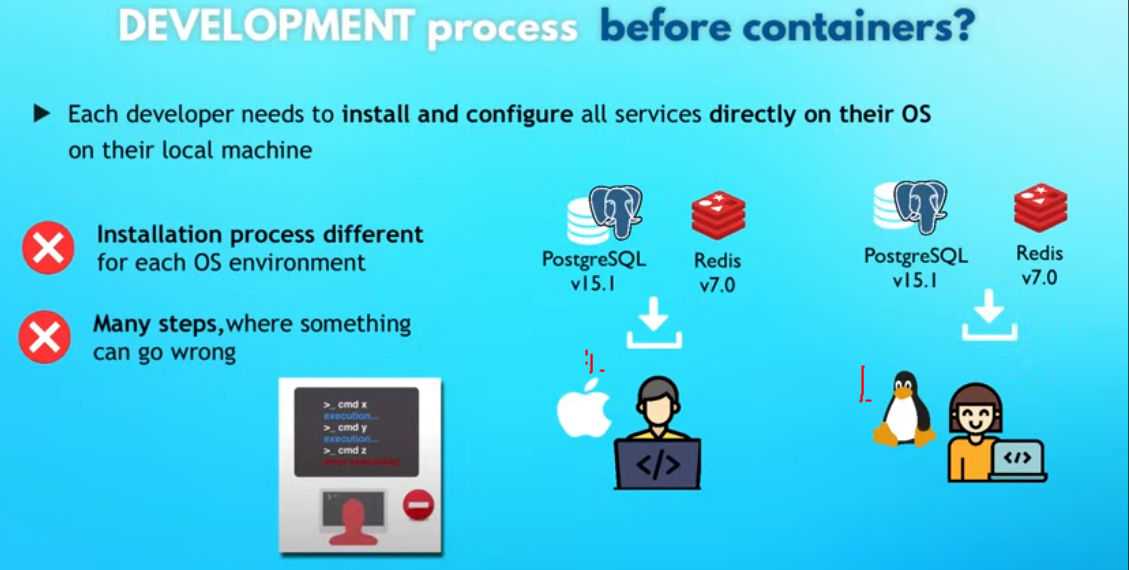 DEVELOPMENT process before containers?
▶ Each developer needs to install and configure all services directly on their OS
on their local machine
Installation process different
for each OS environment
Many steps,where something
can go wrong
>_ cmd x
execution...
>_ cmd y
execution...
>_ cmd z
PostgreSQL
v15.1
Redis
v7.0
</>
PostgreSQL
v15.1
Redis
v7.0
</>